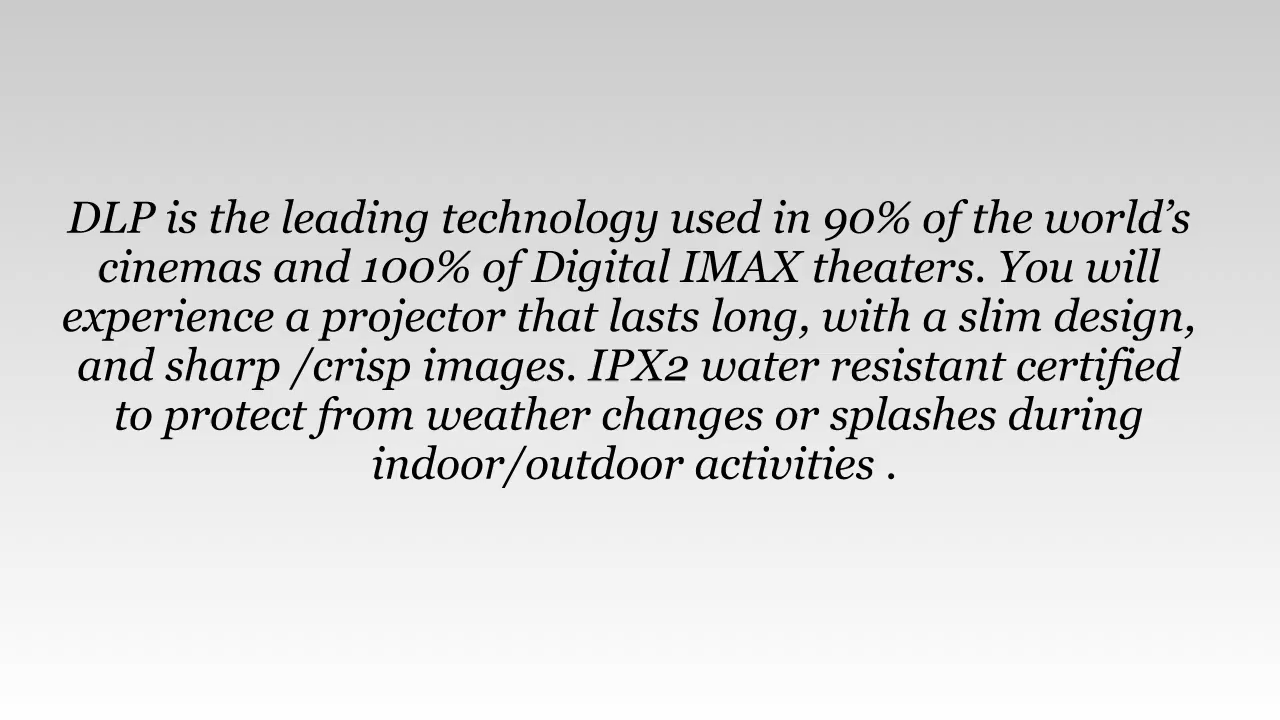 DLP is the leading technology used in 90% of the world’s
cinemas and 100% of Digital IMAX theaters. You will
experience a projector that lasts long, with a slim design,
and sharp /crisp images. IPX2 water resistant certified
to protect from weather changes or splashes during
indoor/outdoor activities .